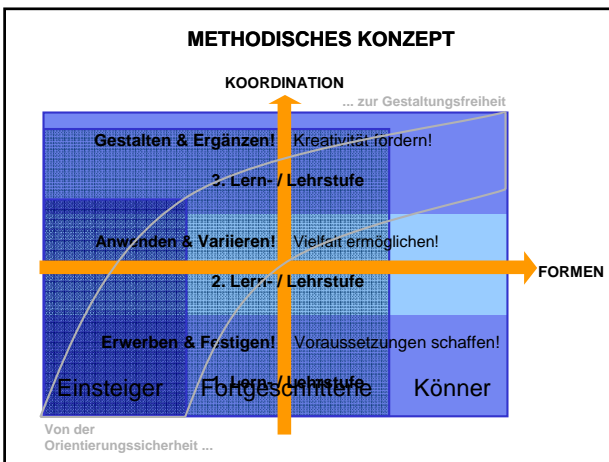 METHODISCHES KONZEPT
KOORDINATION
... zur Gestaltungsfreiheit
Gestalten & Ergänzen! Kreativität fördern!
3. Lern- / Lehrstufe
Anwenden & Variieren! Vielfalt ermöglichen!
FORMEN
2. Lern- / Lehrstufe
Erwerben & Festigen! Voraussetzungen schaffen!
1. Lern- / Lehrstufe
Einsteiger Fortgeschrittene Könner
Von der
Orientierungssicherheit ...